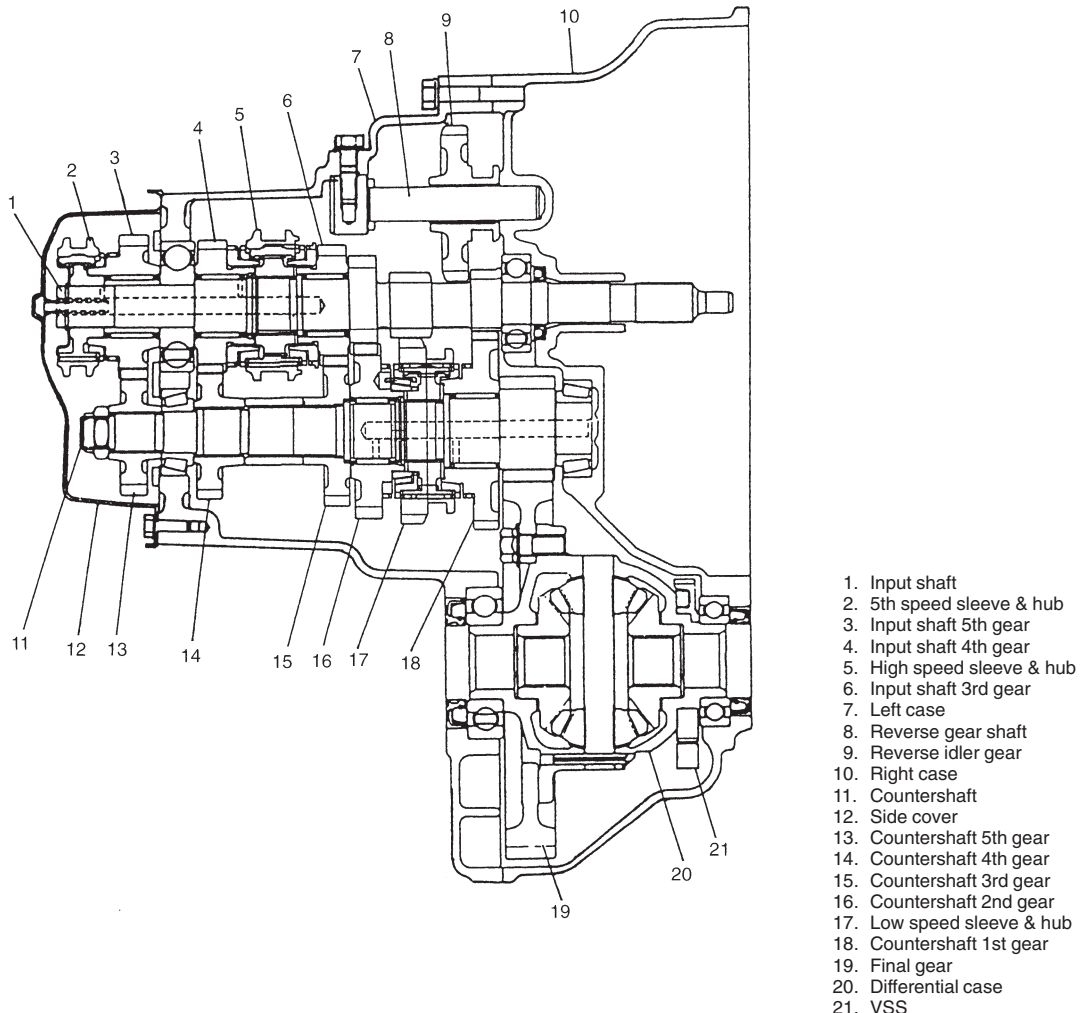 10
9
8
7
6
5
4
3
2
1
11
12
13
14
15
16
17
18
19
20
21
1. Input shaft
2. 5th speed sleeve & hub
3. Input shaft 5th gear
4. Input shaft 4th gear
5. High speed sleeve & hub
6. Input shaft 3rd gear
7. Left case
8. Reverse gear shaft
9. Reverse idler gear
10. Right case
11. Countershaft
12. Side cover
13. Countershaft 5th gear
14. Countershaft 4th gear
15. Countershaft 3rd gear
16. Countershaft 2nd gear
17. Low speed sleeve & hub
18. Countershaft 1st gear
19. Final gear
20. Differential case
21. VSS